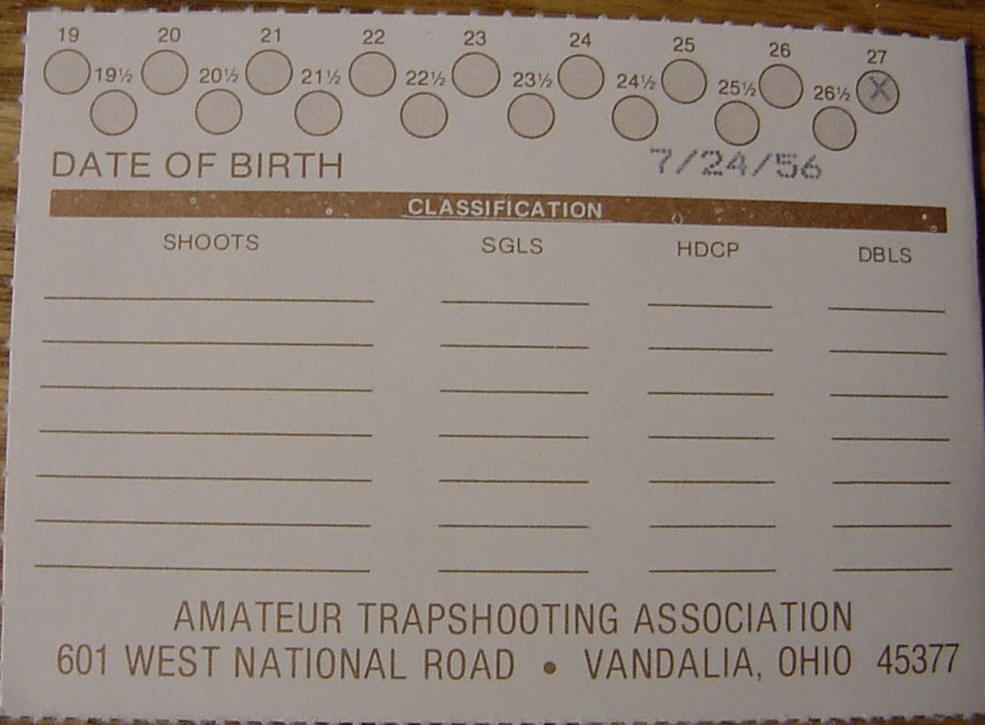 19 20 21 22 23 24 25 26 27
19½ 20½ 21½ 22½ 23½ 24½ 25½ 26½ X
DATE OF BIRTH 7/24/56
CLASSIFICATION
SHOOTS SGLS HDCP DBLS
AMATEUR TRAPSHOOTING ASSOCIATION
601 WEST NATIONAL ROAD • VANDALIA, OHIO 45377